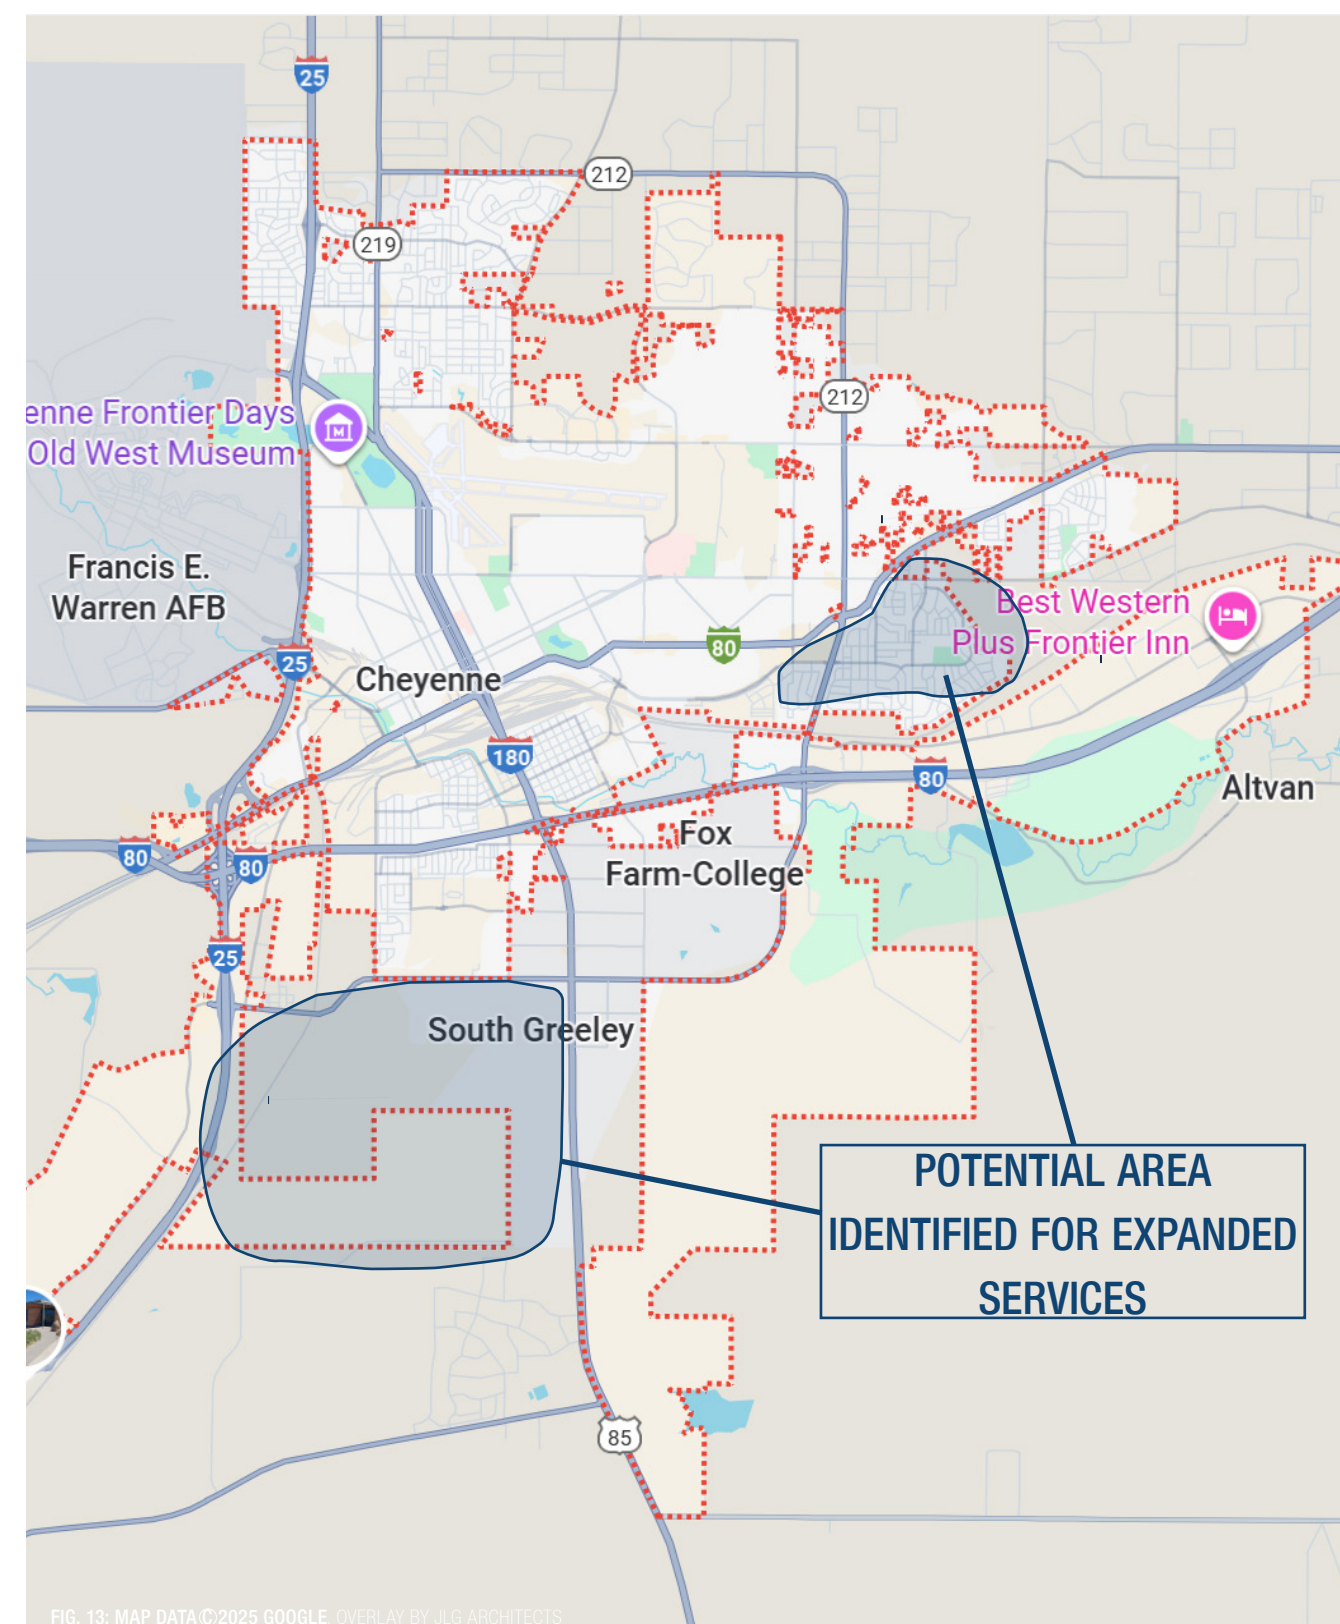 25
212
219
212
enne Frontier Days
Old West Museum
Francis E.
Warren AFB
Best Western
Plus Frontier Inn
80
25
Cheyenne
180
80
Altvan
Fox
Farm-College
80
80
25
South Greeley
POTENTIAL AREA
IDENTIFIED FOR EXPANDED
SERVICES
85
FIG. 13: MAP DATA©2025 GOOGLE. OVERLAY BY JLG ARCHITECTS